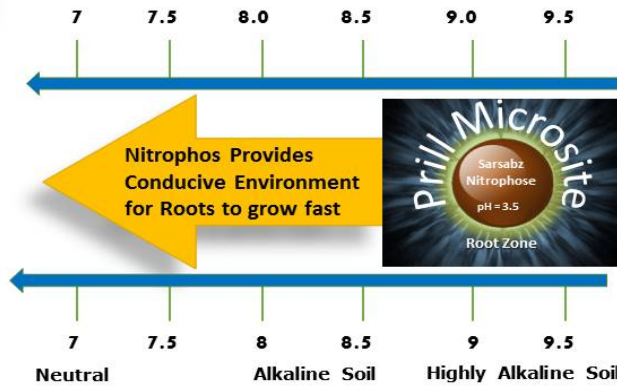 7 7.5 8.0 8.5 9.0 9.5
Nitrophos Provides
Conducive Environment
for Roots to grow fast
Prill Microsite
Sarsabz
Nitrophose
pH = 3.5
Root Zone
7 7.5 8 8.5 9 9.5
Neutral Alkaline Soil Highly Alkaline Soil